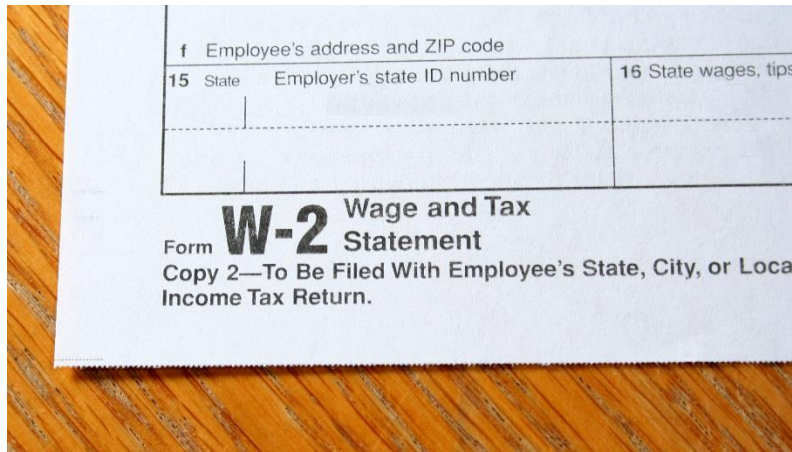 f Employee's address and ZIP code
15 State Employer's state ID number 16 State wages, tips
Form W-2 Wage and Tax
Statement
Copy 2—To Be Filed With Employee's State, City, or Loca
Income Tax Return.